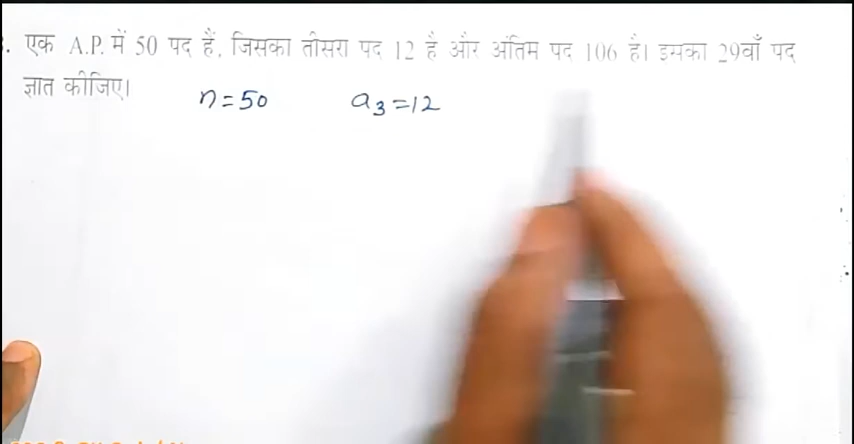 . एक A.P. में 50 पद हैं, जिसका तीसरा पद 12 है और अंतिम पद 106 है। इसका 29वाँ पद
ज्ञात कीजिए।
n=50 a₃=12